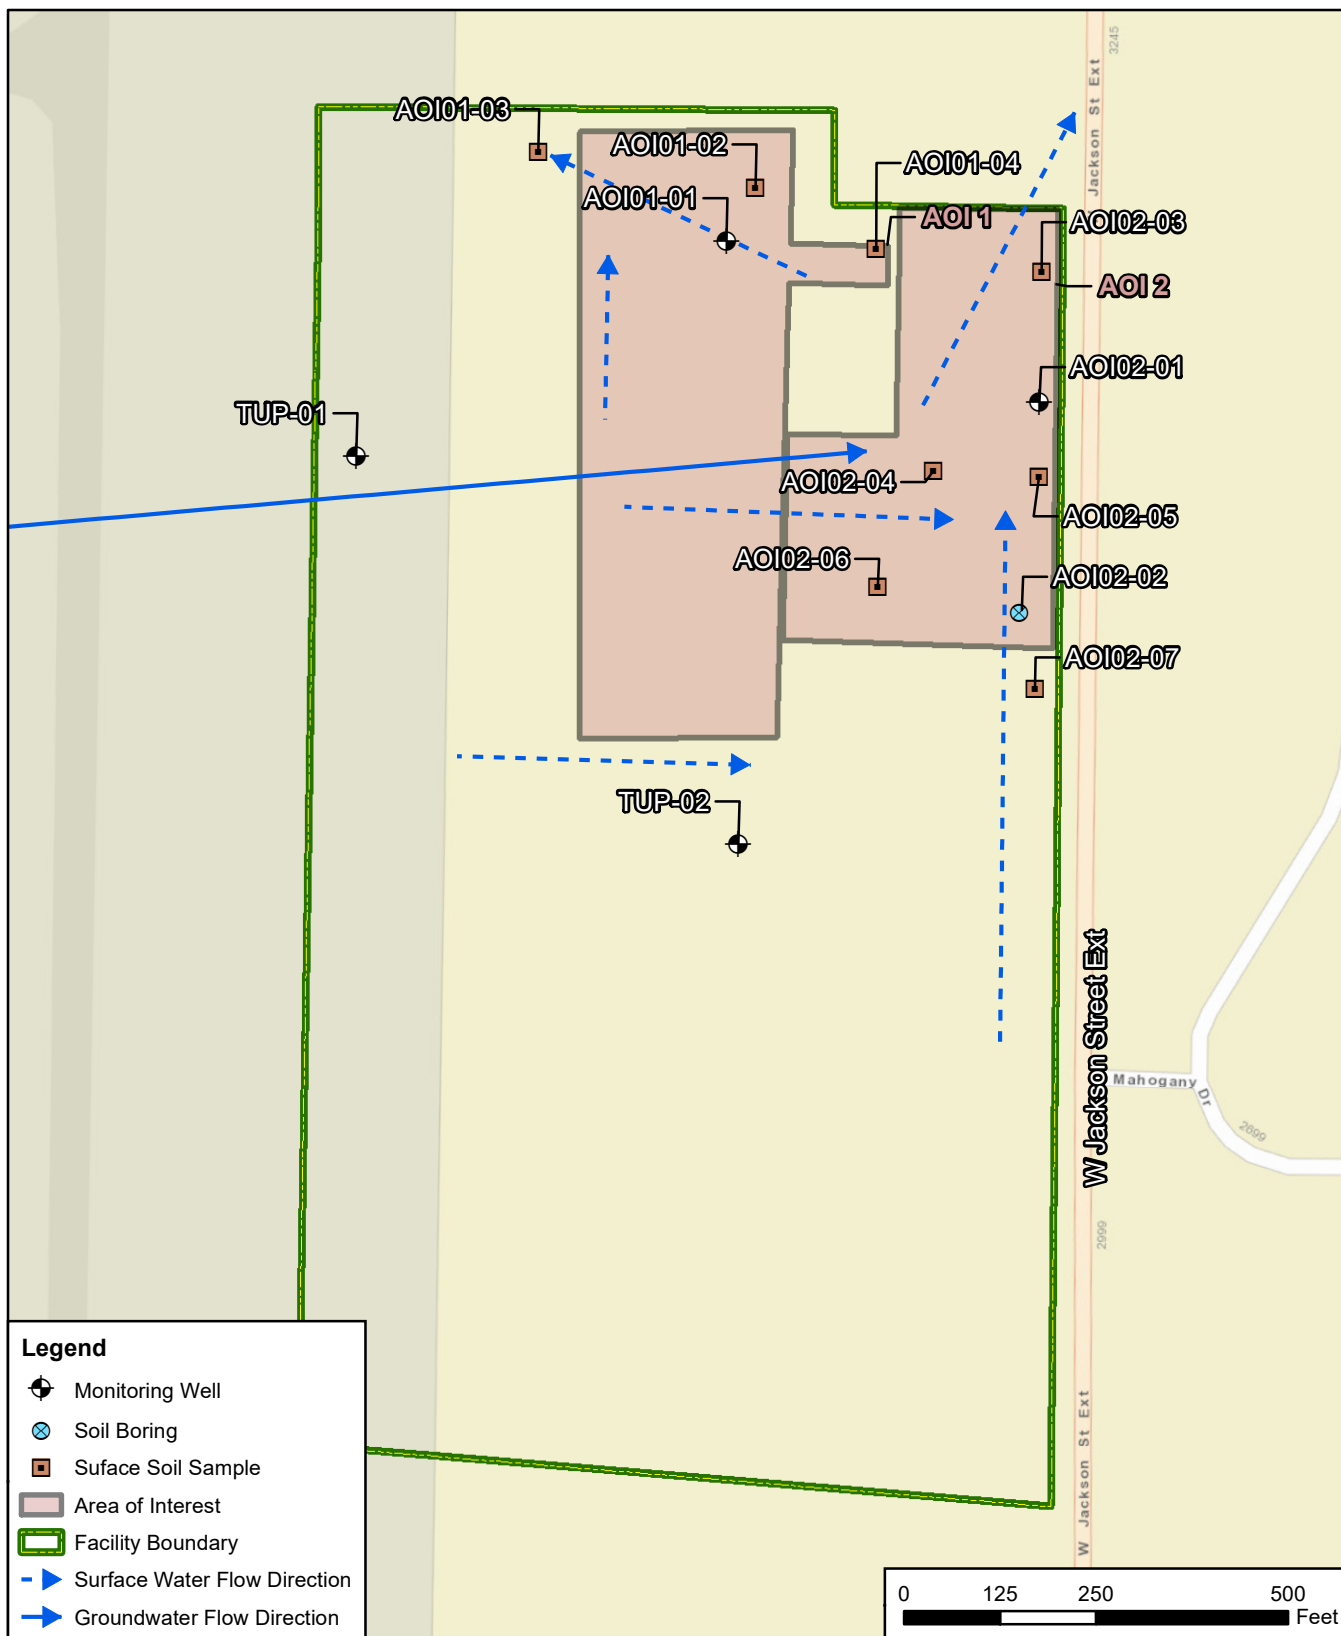 3245
Jackson St Ext
AOI01-03
AOI01-02
AOI01-04
AOI01-01
AOI 1
AOI02-03
AOI 2
AOI02-01
TUP-01
AOI02-04
AOI02-05
AOI02-06
AOI02-02
AOI02-07
TUP-02
W Jackson Street Ext
Mahogany Dr
2699
2999
W Jackson St Ext
Legend
Monitoring Well
Soil Boring
Suface Soil Sample
Area of Interest
Facility Boundary
Surface Water Flow Direction
Groundwater Flow Direction
0 125 250 500
Feet